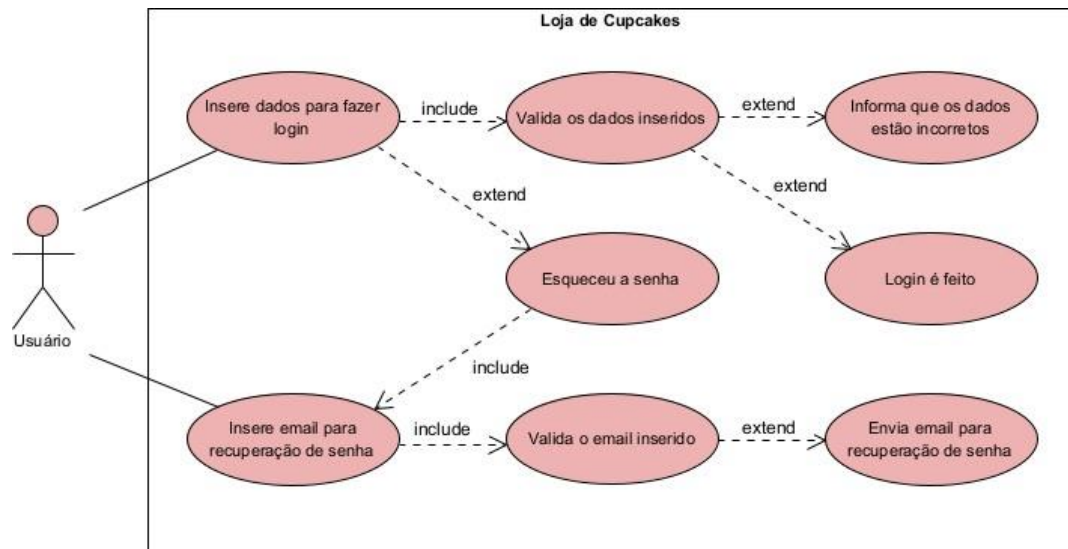 Loja de Cupcakes
Insere dados para fazer
login
include
Valida os dados inseridos
extend
Informa que os dados
estão incorretos
extend
extend
Esqueceu a senha
Login é feito
Usuário
include
Insere email para
recuperação de senha
include
Valida o email inserido
extend
Envia email para
recuperação de senha